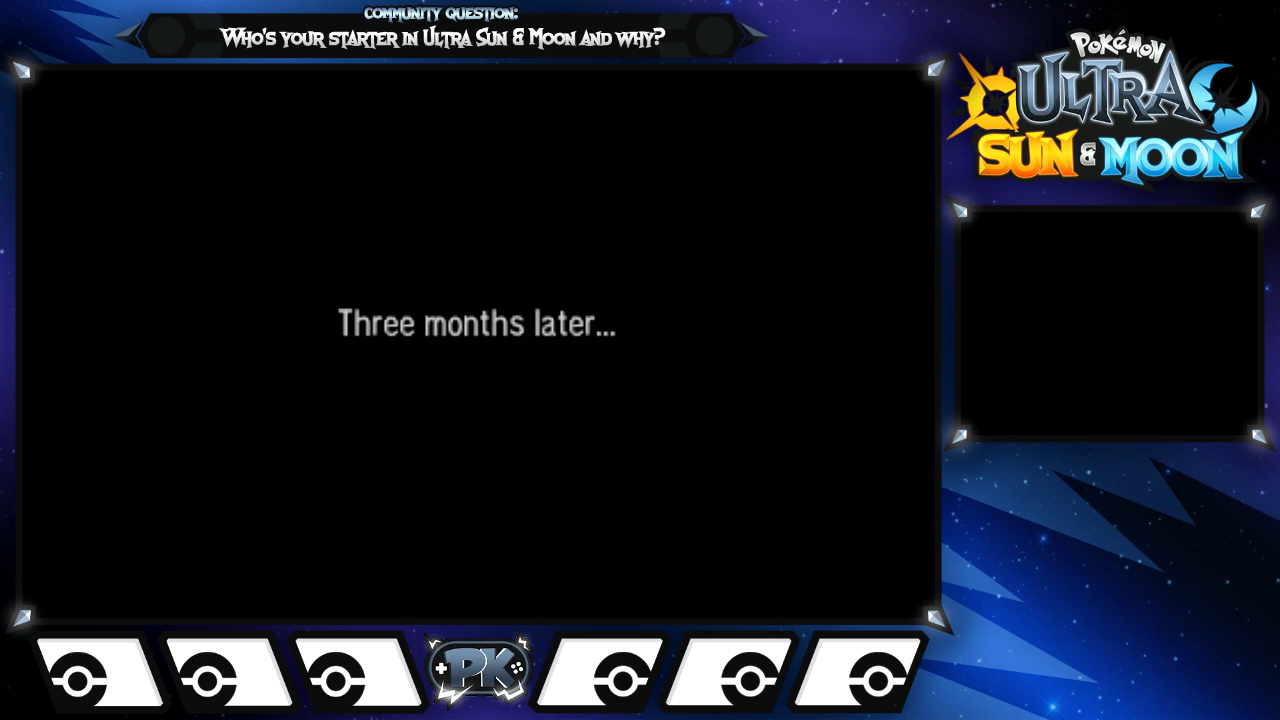 COMMUNITY QUESTION:
WHO'S YOUR STARTER IN ULTRA SUN & MOON AND WHY?
POKéMON
ULTRA
SUN & MOON
Three months later...
PK